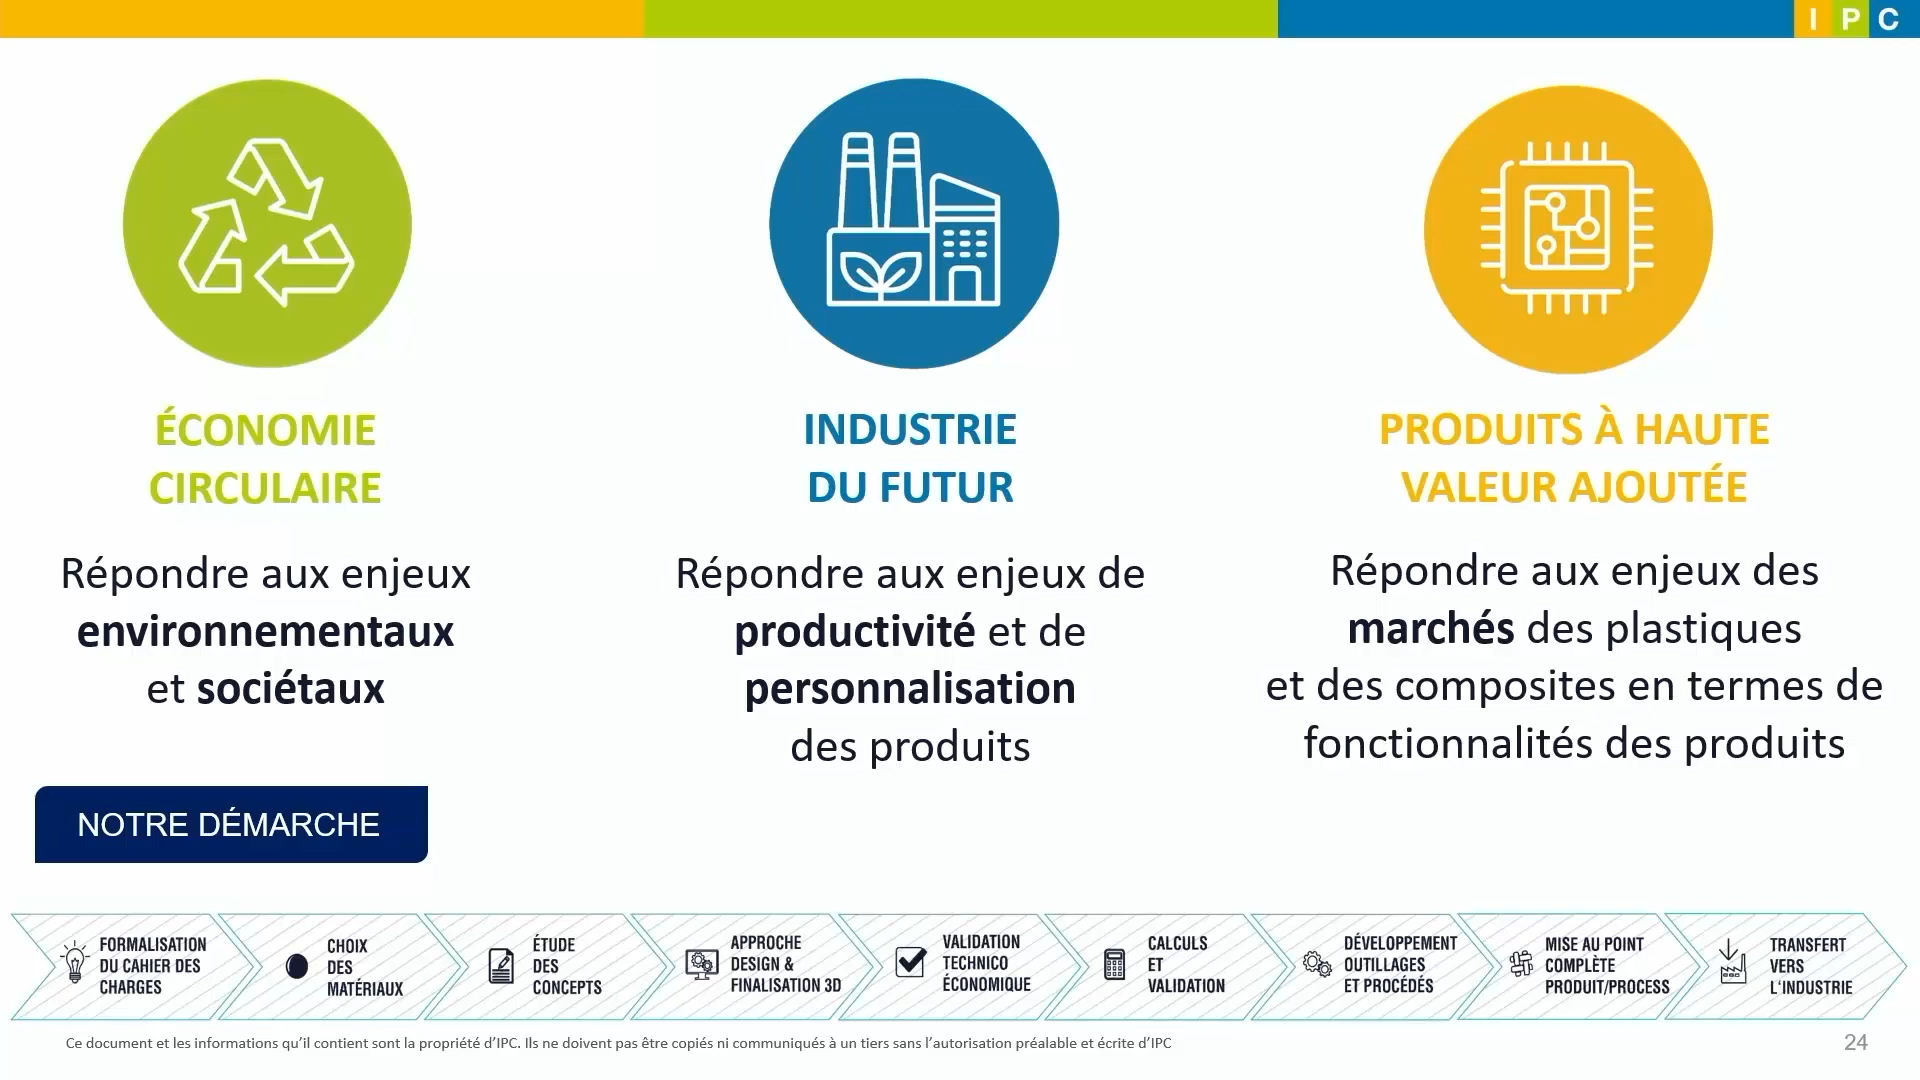 I P C
ÉCONOMIE
CIRCULAIRE
Répondre aux enjeux
environnementaux
et sociétaux
INDUSTRIE
DU FUTUR
Répondre aux enjeux de
productivité et de
personnalisation
des produits
PRODUITS À HAUTE
VALEUR AJOUTÉE
Répondre aux enjeux des
marchés des plastiques
et des composites en termes de
fonctionnalités des produits
NOTRE DÉMARCHE
FORMALISATION
DU CAHIER DES
CHARGES
CHOIX
DES
MATÉRIAUX
ÉTUDE
DES
CONCEPTS
APPROCHE
DESIGN &
FINALISATION 3D
VALIDATION
TECHNICO
ÉCONOMIQUE
CALCULS
ET
VALIDATION
DÉVELOPPEMENT
OUTILLAGES
ET PROCÉDÉS
MISE AU POINT
COMPLÈTE
PRODUIT/PROCESS
TRANSFERT
VERS
L'INDUSTRIE
Ce document et les informations qu’il contient sont la propriété d’IPC. Ils ne doivent pas être copiés ni communiqués à un tiers sans l’autorisation préalable et écrite d’IPC
24